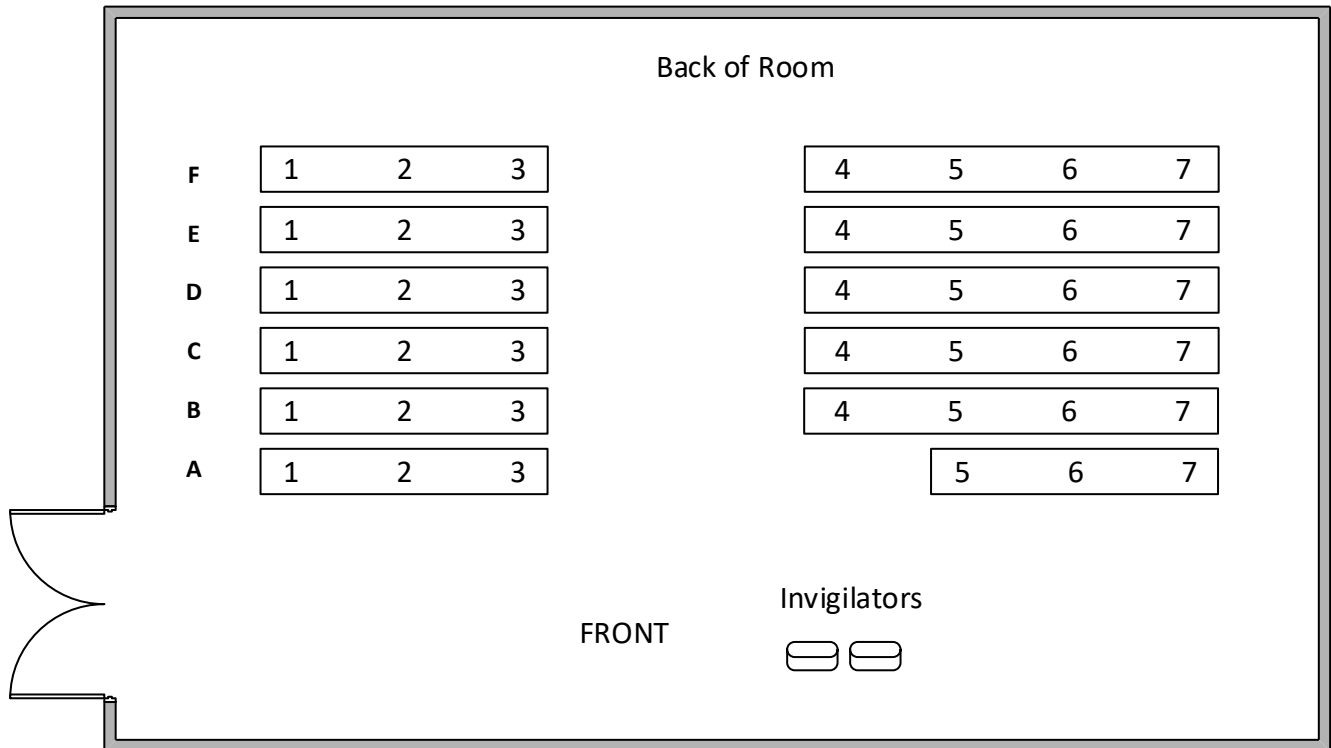 Back of Room
F 1 2 3 4 5 6 7
E 1 2 3 4 5 6 7
D 1 2 3 4 5 6 7
C 1 2 3 4 5 6 7
B 1 2 3 4 5 6 7
A 1 2 3 5 6 7
Invigilators
FRONT